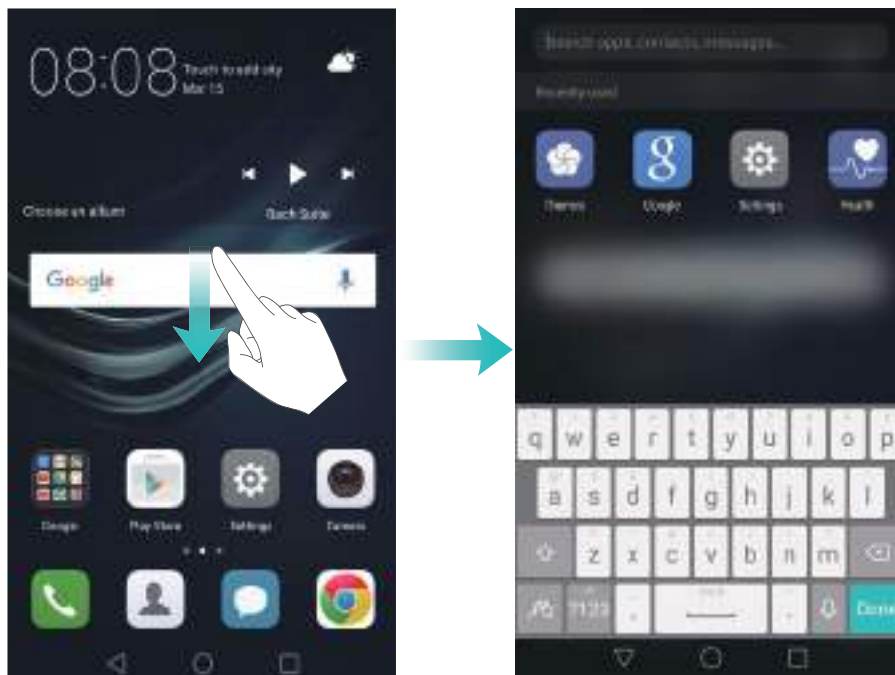 08:08
Touch to add city
Mar 15
Choose an album
Bach Suite
Google
Google
Play Store
Settings
Camera
Search apps, contacts, messages...
Recently used
Themes
Google
Settings
Health
q w e r t y u i o p
a s d f g h j k l
z x c v b n m
?123 , . Done